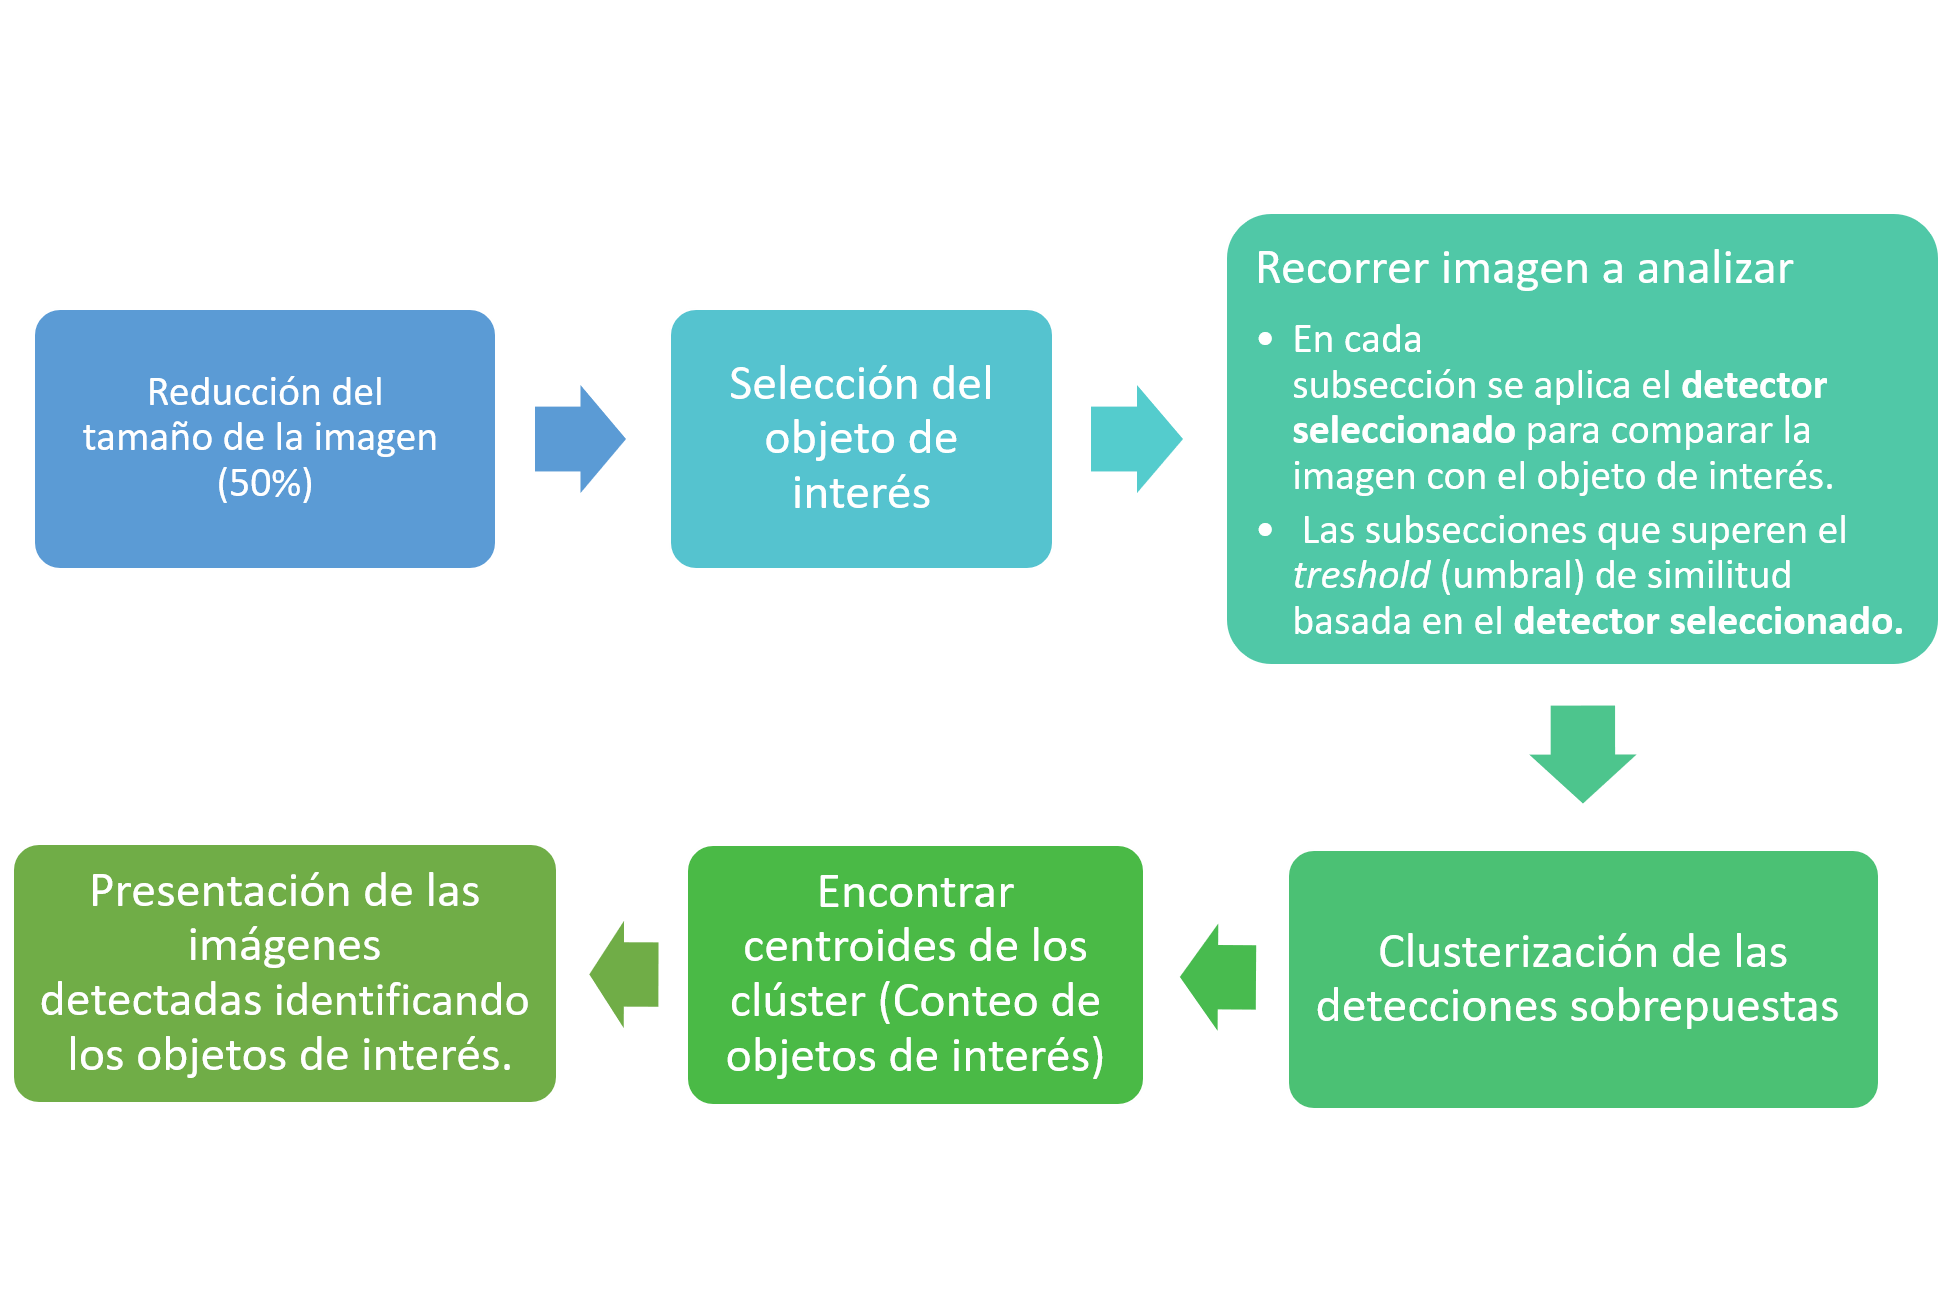 Reducción del
tamaño de la imagen
(50%)
Selección del
objeto de
interés
Recorrer imagen a analizar
• En cada
subsección se aplica el detector
seleccionado para comparar la
imagen con el objeto de interés.
• Las subsecciones que superen el
treshold (umbral) de similitud
basada en el detector seleccionado.
Clusterización de las
detecciones sobrepuestas
Encontrar
centroides de los
clúster (Conteo de
objetos de interés)
Presentación de las
imágenes
detectadas identificando
los objetos de interés.